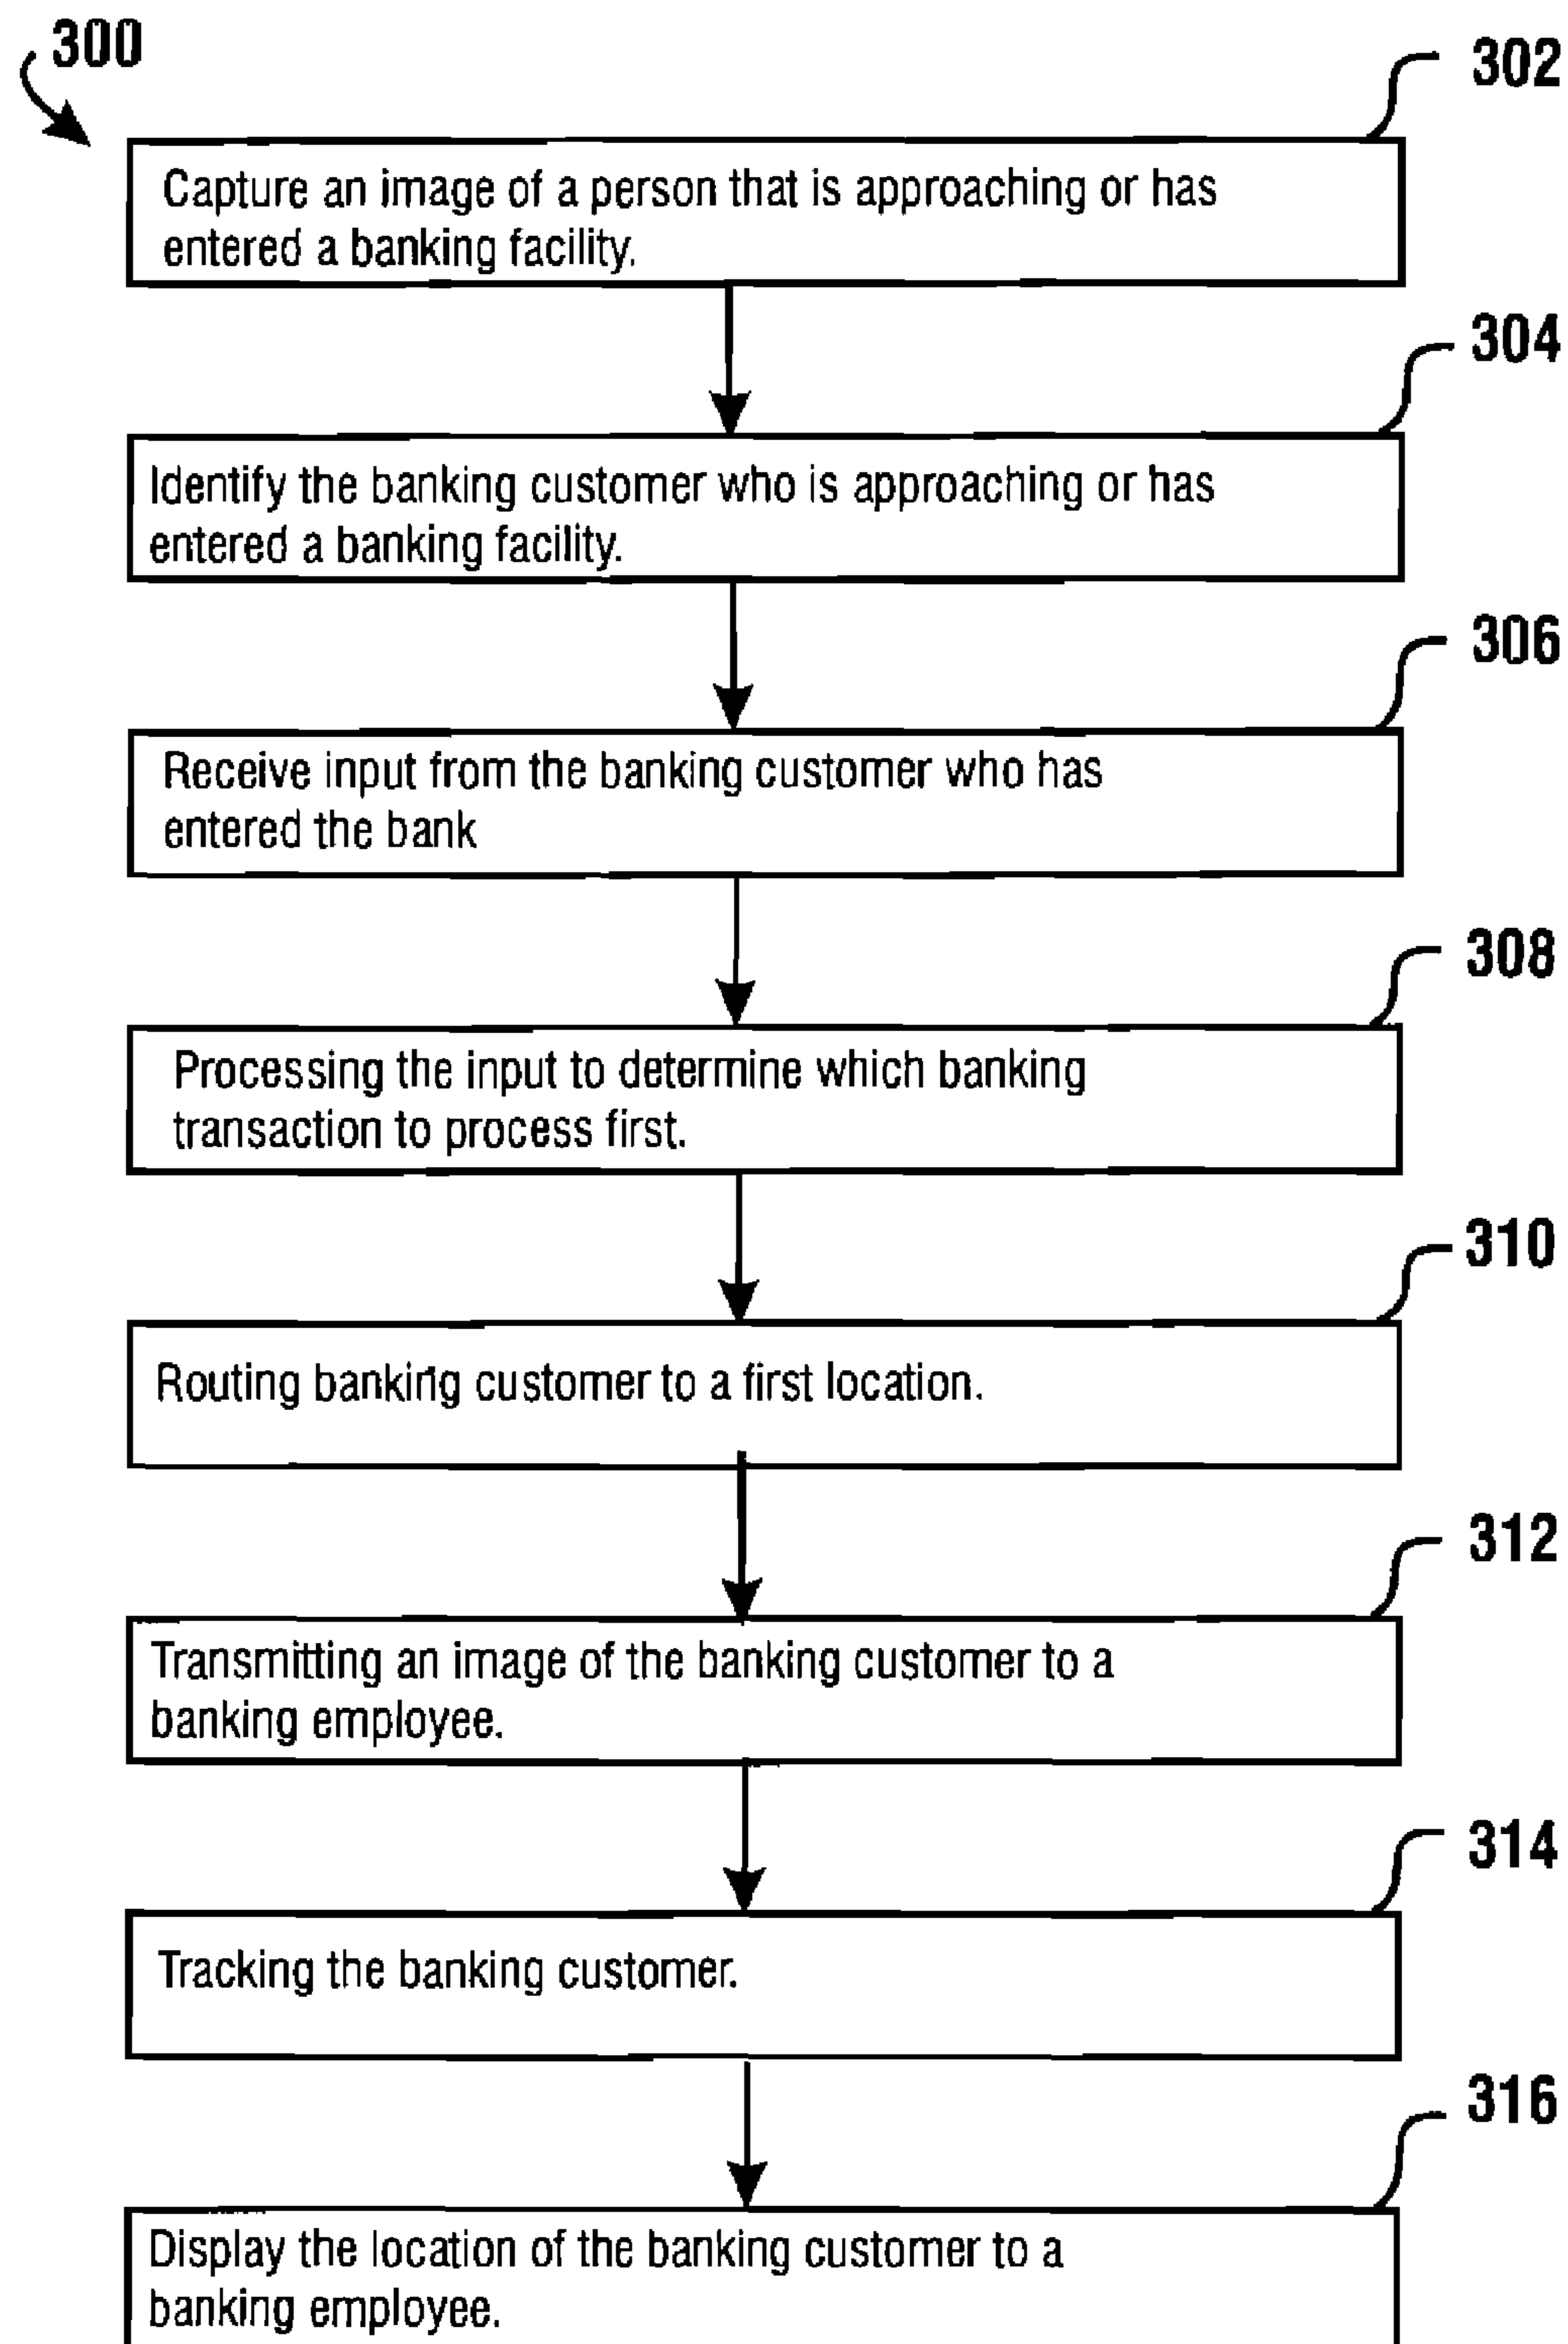 300
302
Capture an image of a person that is approaching or has
entered a banking facility.
304
Identify the banking customer who is approaching or has
entered a banking facility.
306
Receive input from the banking customer who has
entered the bank
308
Processing the input to determine which banking
transaction to process first.
310
Routing banking customer to a first location.
312
Transmitting an image of the banking customer to a
banking employee.
314
Tracking the banking customer.
316
Display the location of the banking customer to a
banking employee.